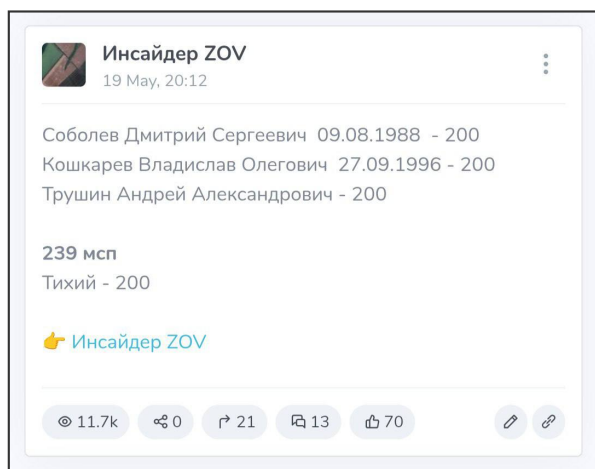 Инсайдер ZOV
19 May, 20:12
Соболев Дмитрий Сергеевич 09.08.1988 - 200
Кошкарев Владислав Олегович 27.09.1996 - 200
Трушин Андрей Александрович - 200
239 мсп
Тихий - 200
👉 Инсайдер ZOV
11.7k 0 21 13 70